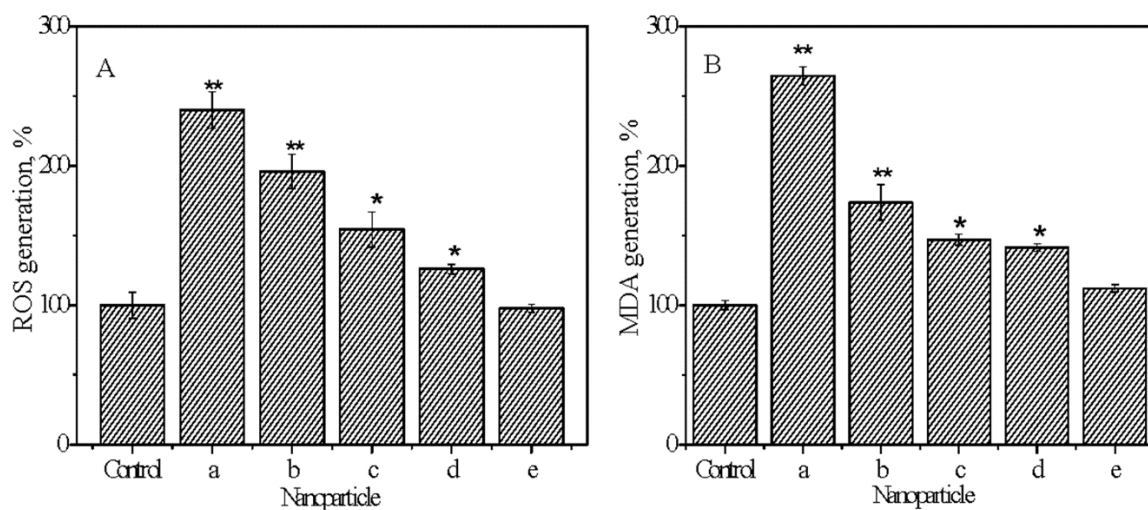 A
ROS generation, %
300
200
100
0
**
**
*
*
Control a b c d e
Nanoparticle
B
MDA generation, %
300
200
100
0
**
**
*
*
Control a b c d e
Nanoparticle